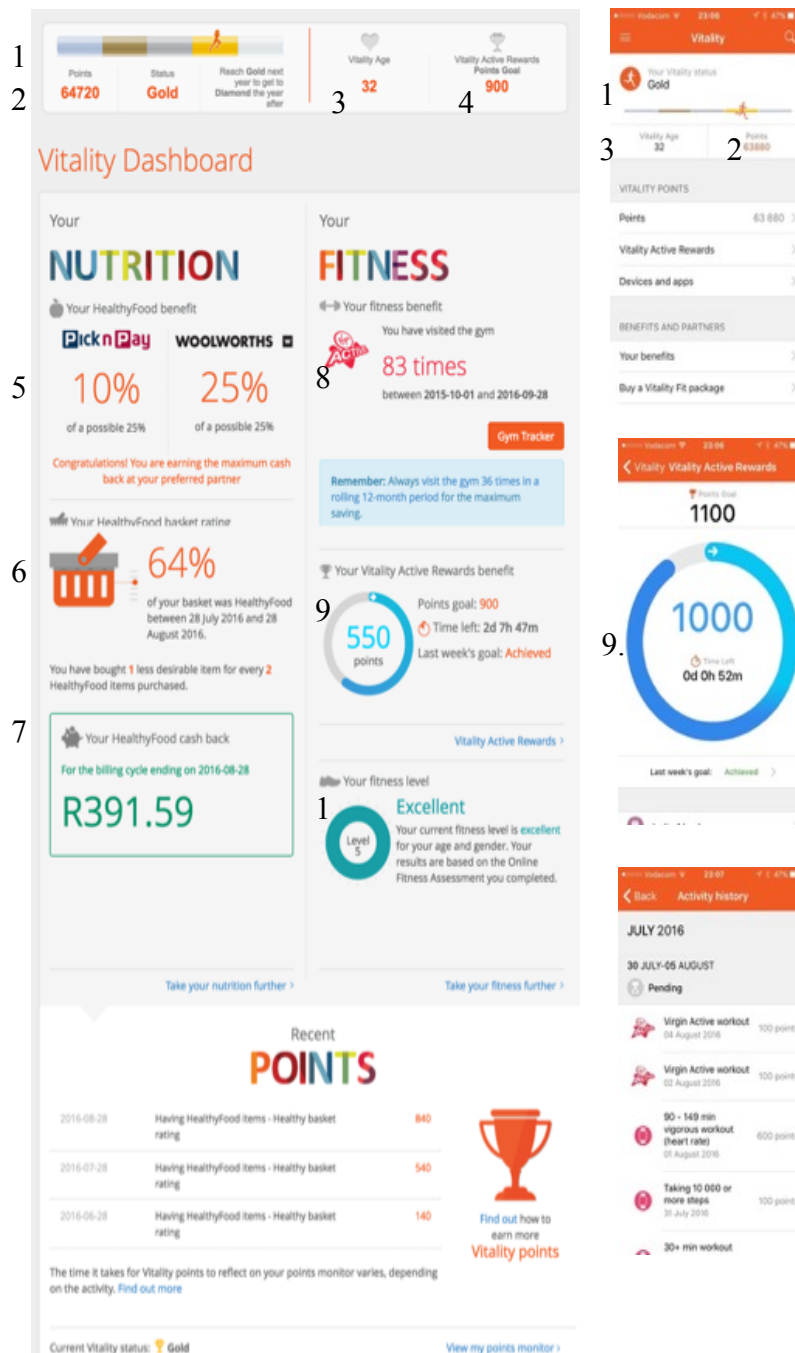 1
2
Points
64720
Status
Gold
Reach Gold next
year to get to
Diamond the year
after
Vitality Age
32
3
Vitality Active Rewards
Points Goal
900
4
Vitality Dashboard
Your
NUTRITION
Your HealthyFood benefit
Pick n Pay
WOOLWORTHS W
5
10%
25%
of a possible 25%
of a possible 25%
Congratulations! You are earning the maximum cash
back at your preferred partner
Your HealthyFood basket rating
6
64%
of your basket was HealthyFood
between 28 July 2016 and 28
August 2016.
You have bought 1 less desirable item for every 2
HealthyFood items purchased.
7
Your HealthyFood cash back
For the billing cycle ending on 2016-08-28
R391.59
Take your nutrition further >
Your
FITNESS
Your fitness benefit
Virgin
ACTIVE
You have visited the gym
8
83 times
between 2015-10-01 and 2016-09-28
Gym Tracker
Remember: Always visit the gym 36 times in a
rolling 12-month period for the maximum
saving.
Your Vitality Active Rewards benefit
9
550
points
Points goal: 900
Time left: 2d 7h 47m
Last week's goal: Achieved
Vitality Active Rewards >
Your fitness level
1
Level
5
Excellent
Your current fitness level is excellent
for your age and gender. Your
results are based on the Online
Fitness Assessment you completed.
Take your fitness further >
Recent
POINTS
2016-08-28 Having HealthyFood items - Healthy basket 840
rating
2016-07-28 Having HealthyFood items - Healthy basket 540
rating
2016-06-28 Having HealthyFood items - Healthy basket 140
rating
Find out how to
earn more
Vitality points
The time it takes for Vitality points to reflect on your points monitor varies, depending
on the activity. Find out more
Current Vitality status: Gold
View my points monitor >
Vodacom 23:06 47%
Vitality
1
Your Vitality status
Gold
3
Vitality Age
32
2
Points
63880
VITALITY POINTS
Points 63 880 >
Vitality Active Rewards >
Devices and apps >
BENEFITS AND PARTNERS
Your benefits >
Buy a Vitality Fit package >
Vodacom 23:06 47%
< Vitality Vitality Active Rewards
Points Goal
1100
9.
1000
Time Left
0d 0h 52m
Last week's goal: Achieved >
Vodacom 23:07 47%
< Back Activity history
JULY 2016
30 JULY-05 AUGUST
Pending
Virgin Active workout 100 points
04 August 2016
Virgin Active workout 100 points
02 August 2016
90 - 149 min
vigorous workout 600 points
(heart rate)
01 August 2016
Taking 10 000 or
more steps 100 points
31 July 2016
30+ min workout